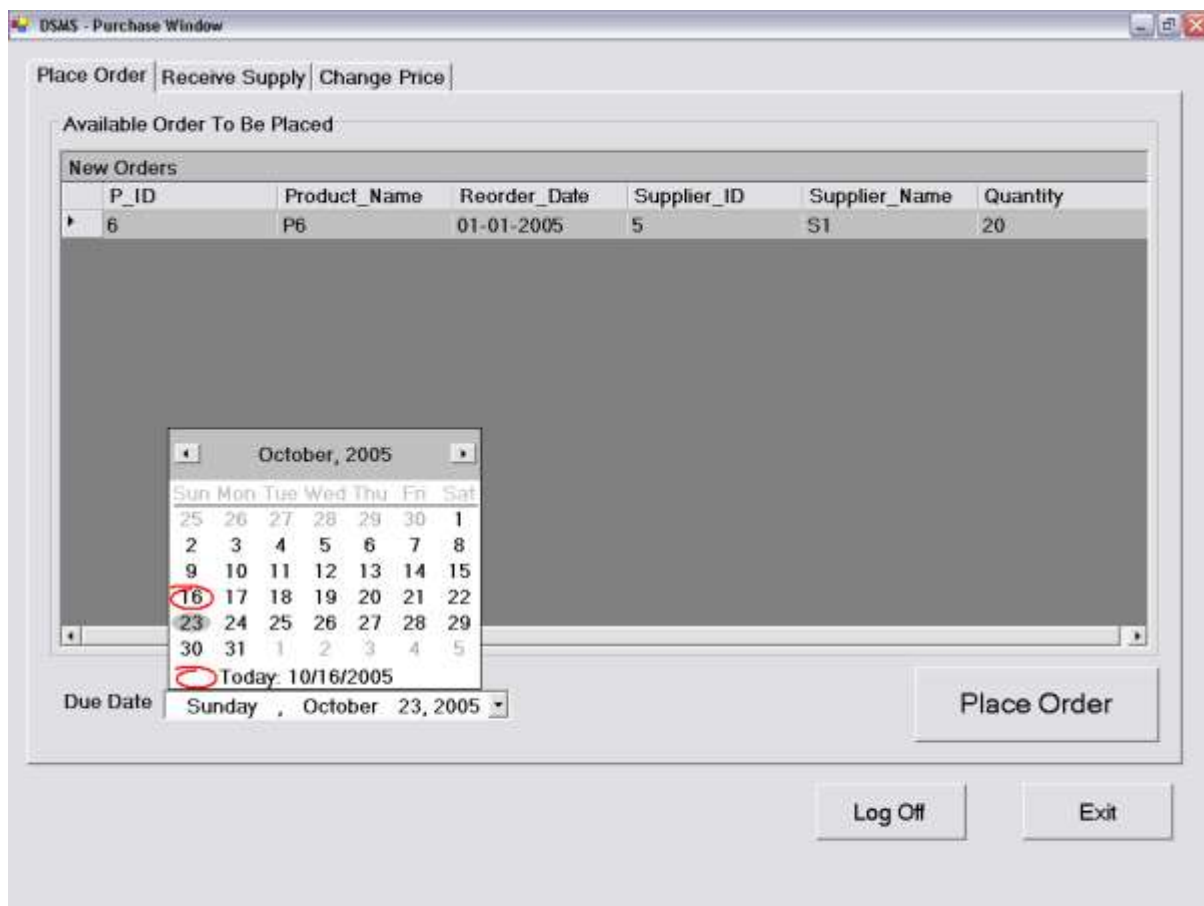 DSMS - Purchase Window
Place Order Receive Supply Change Price
Available Order To Be Placed
New Orders
P_ID Product_Name Reorder_Date Supplier_ID Supplier_Name Quantity
6 P6 01-01-2005 5 S1 20
October, 2005
Sun Mon Tue Wed Thu Fri Sat
25 26 27 28 29 30 1
2 3 4 5 6 7 8
9 10 11 12 13 14 15
16 17 18 19 20 21 22
23 24 25 26 27 28 29
30 31 1 2 3 4 5
Today: 10/16/2005
Due Date Sunday , October 23, 2005
Place Order
Log Off Exit